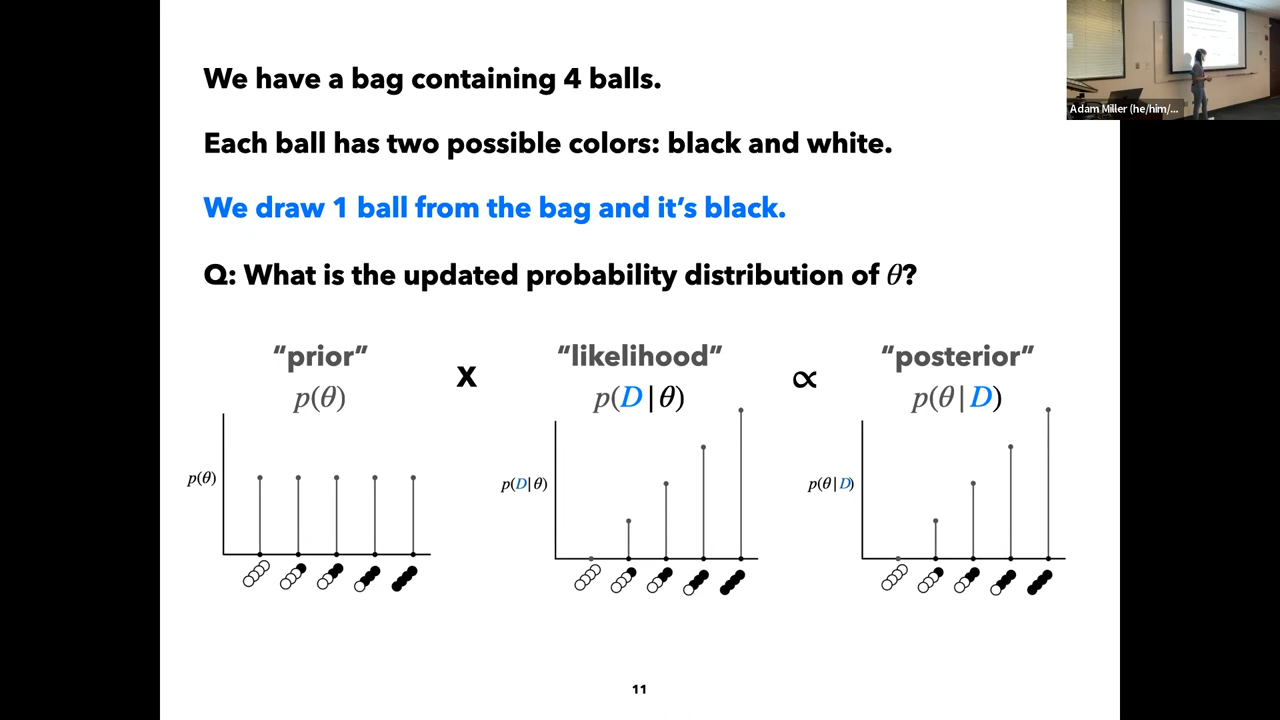 We have a bag containing 4 balls.
Each ball has two possible colors: black and white.
We draw 1 ball from the bag and it’s black.
Q: What is the updated probability distribution of θ?
“prior” x “likelihood” ∝ “posterior”
p(θ) p(D|θ) p(θ|D)
p(θ) p(D|θ) p(θ|D)
11
Adam Miller (he/him/...